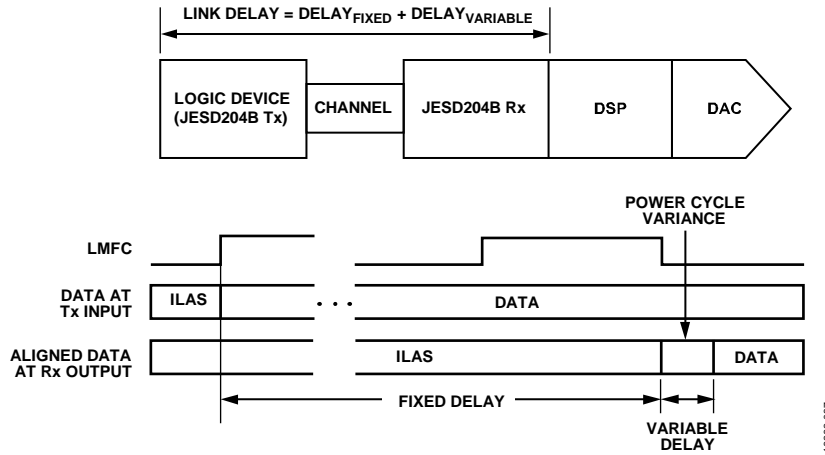 LINK DELAY = DELAYFIXED + DELAYVARIABLE
LOGIC DEVICE
(JESD204B Tx)
CHANNEL
JESD204B Rx
DSP
DAC
POWER CYCLE
VARIANCE
LMFC
DATA AT
Tx INPUT
ILAS
. . .
DATA
ALIGNED DATA
AT Rx OUTPUT
ILAS
DATA
FIXED DELAY
VARIABLE
DELAY